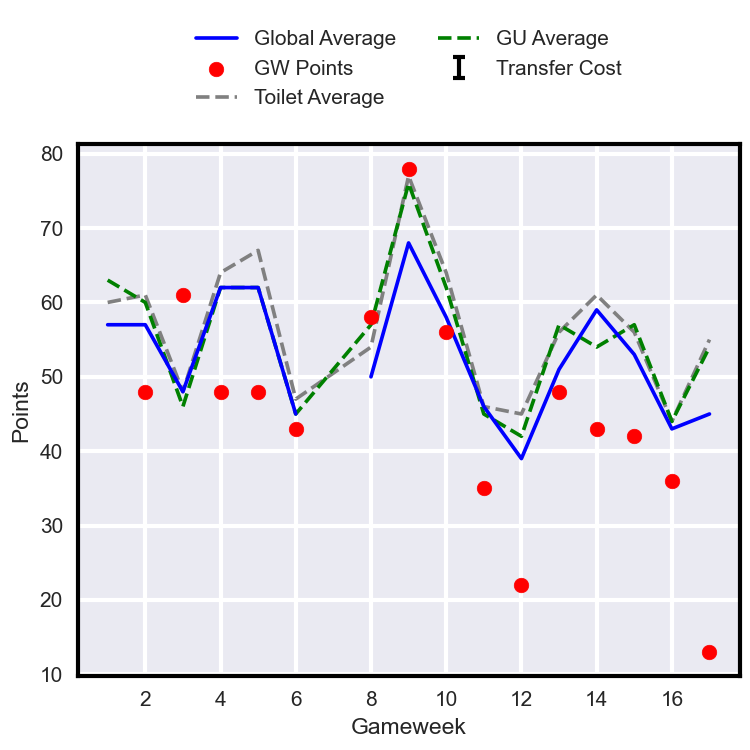 Global Average
GW Points
Toilet Average
GU Average
Transfer Cost
80
70
60
50
40
30
20
10
Points
2 4 6 8 10 12 14 16
Gameweek